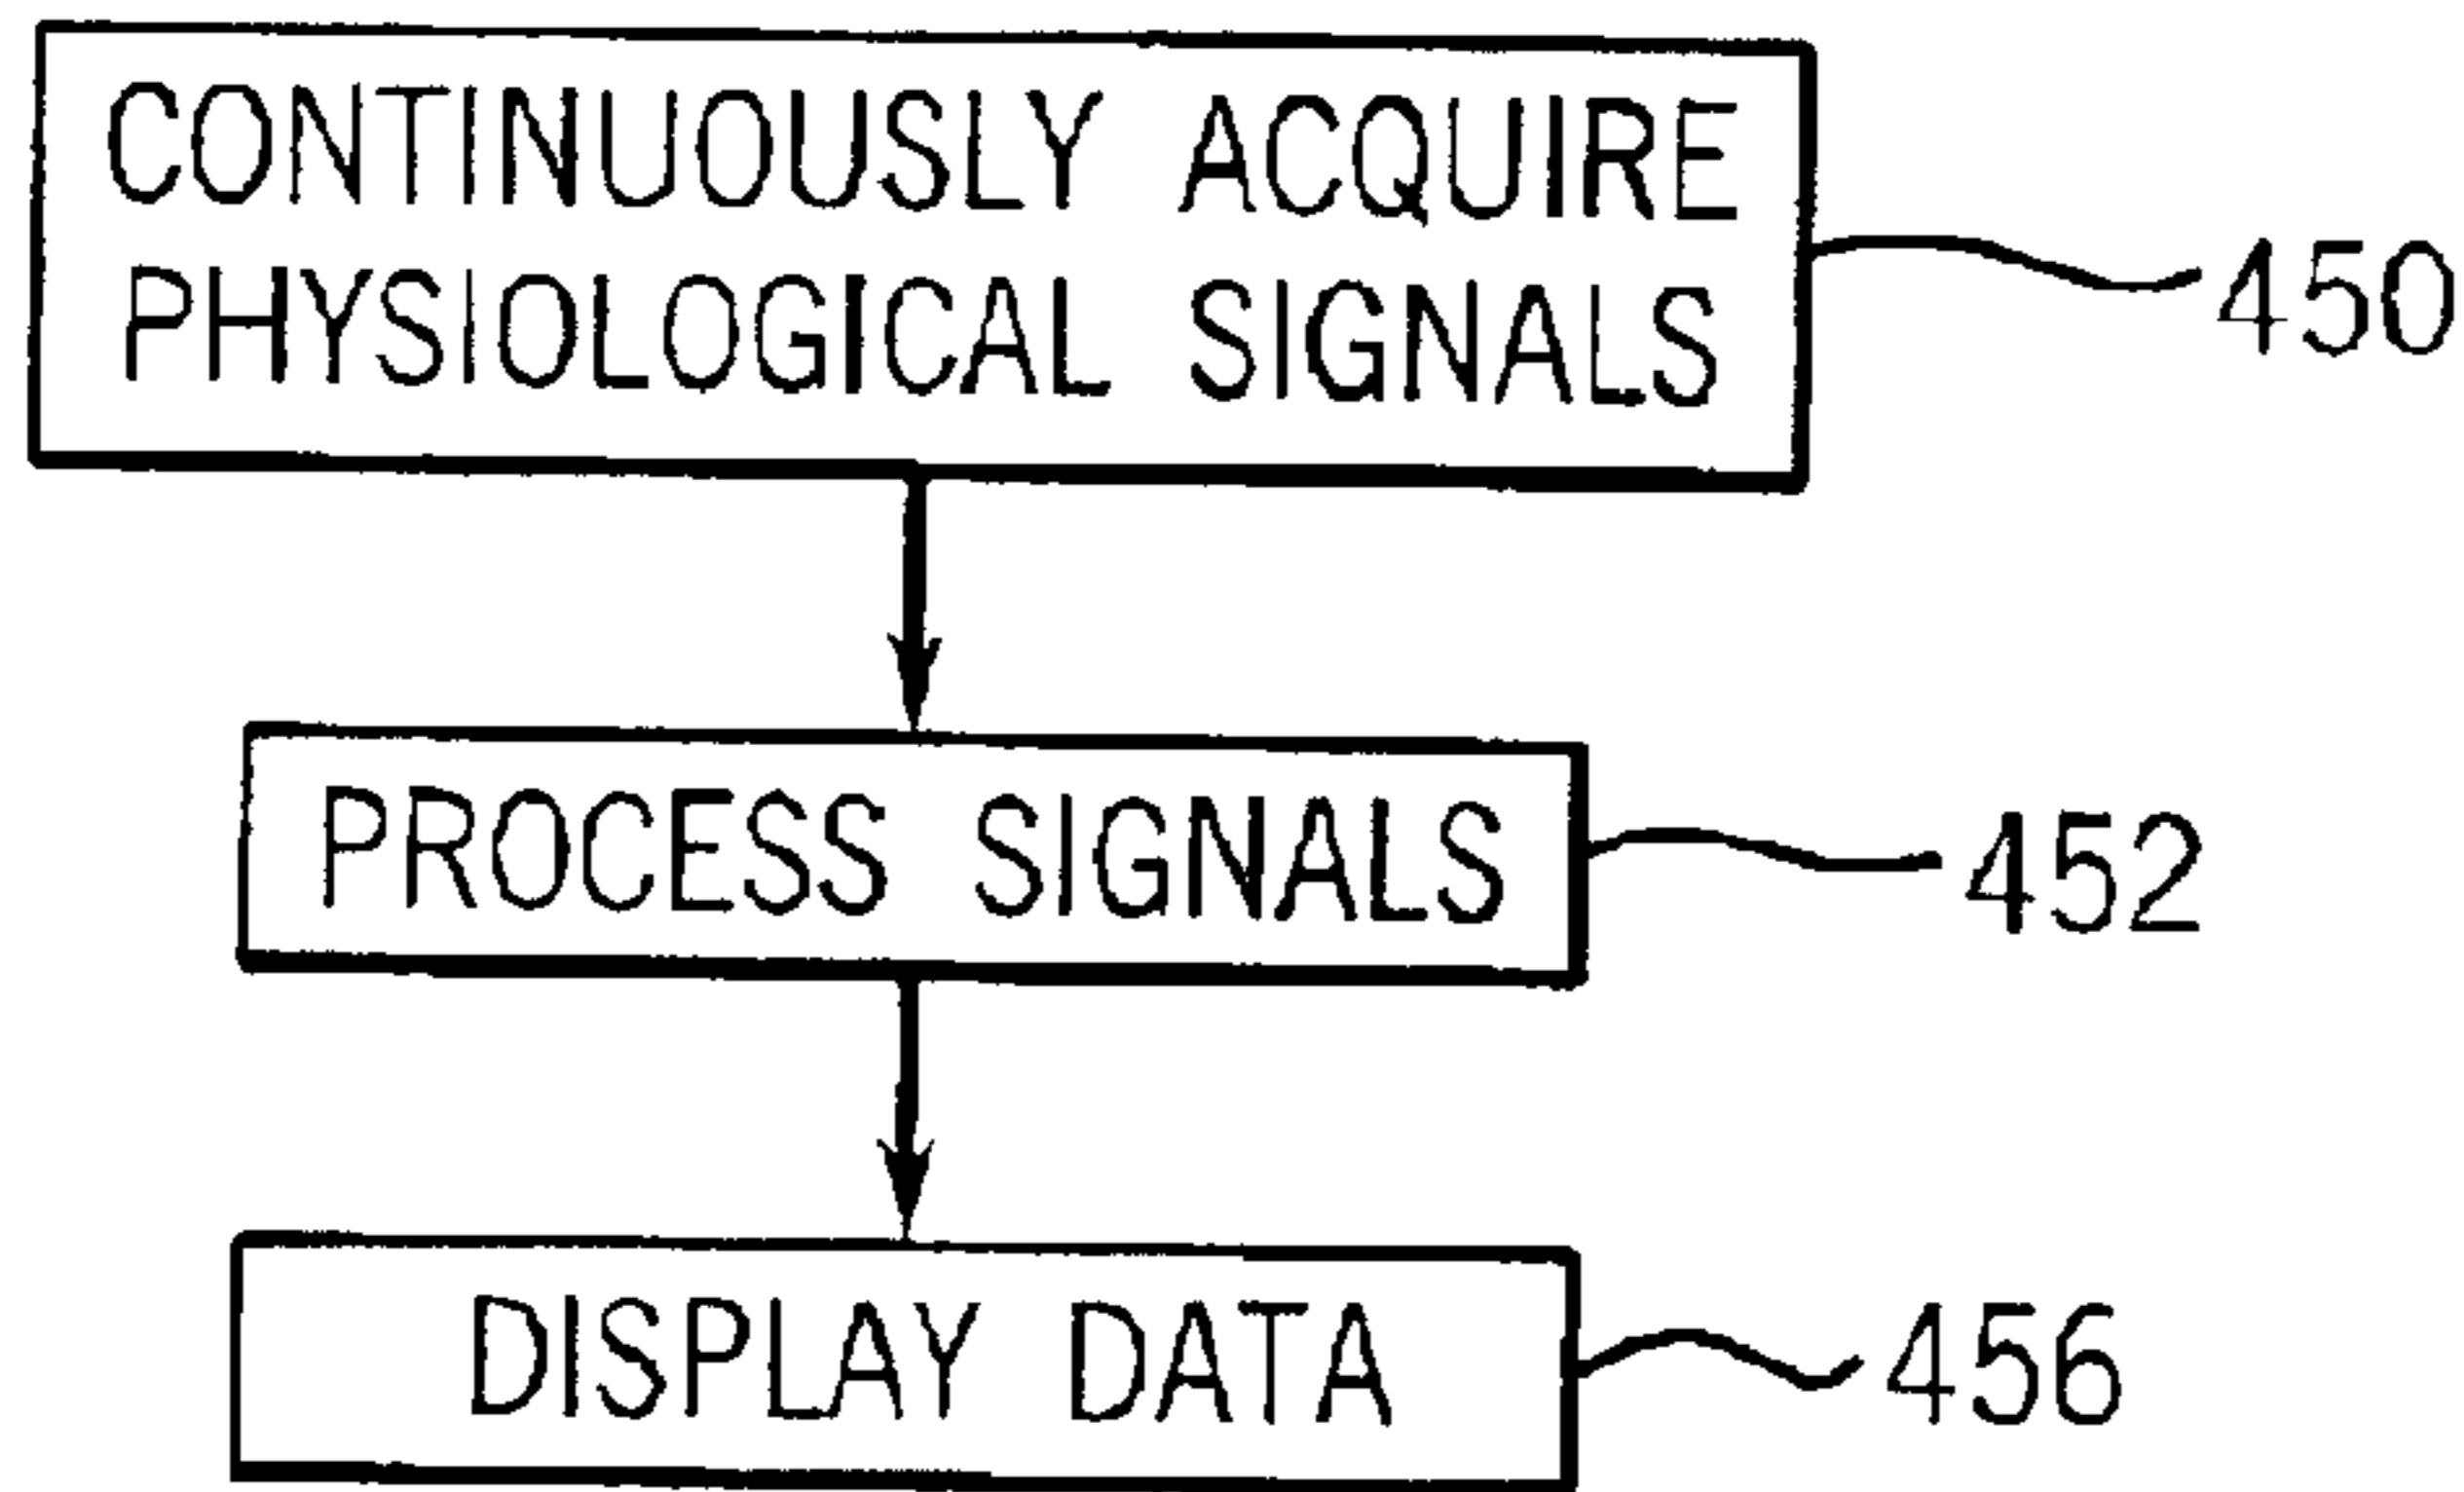 CONTINUOUSLY ACQUIRE
PHYSIOLOGICAL SIGNALS
450
PROCESS SIGNALS
452
DISPLAY DATA
456